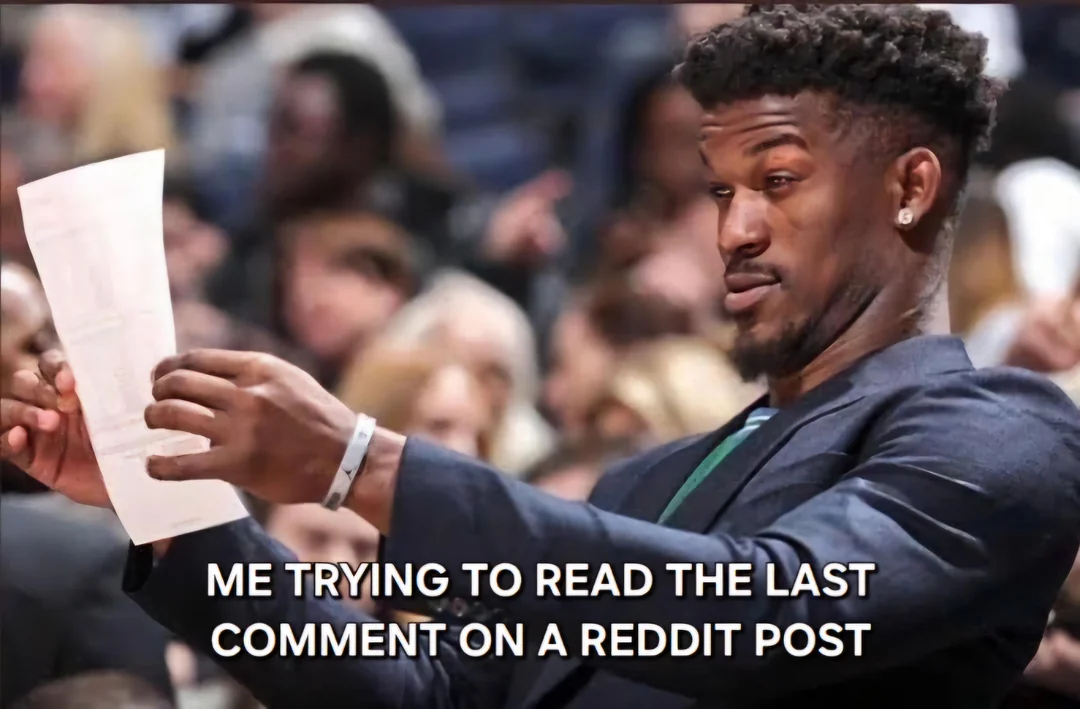 ME TRYING TO READ THE LAST
COMMENT ON A REDDIT POST